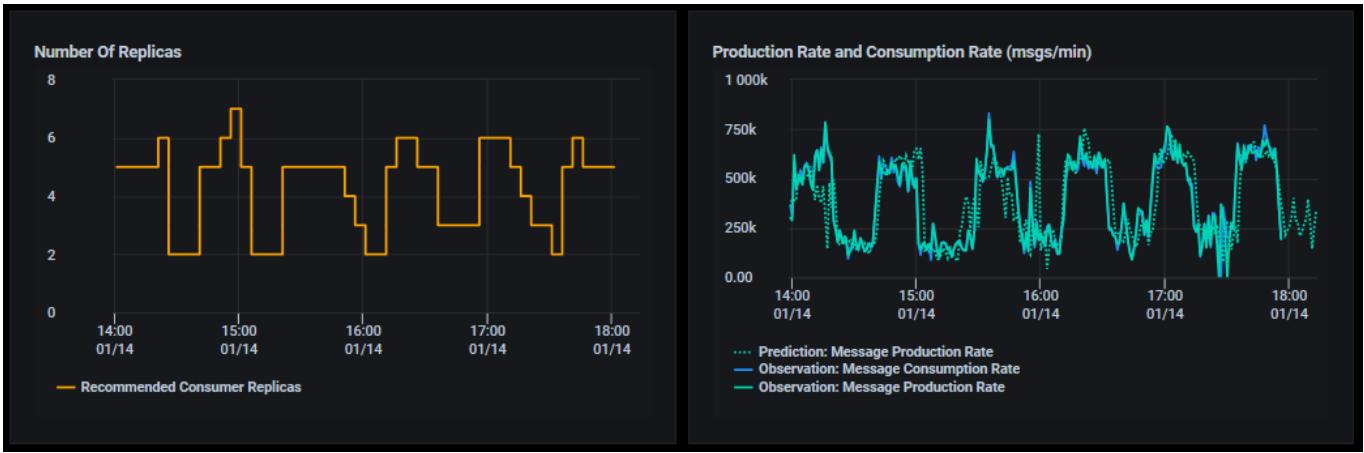 Number Of Replicas
8
6
4
2
0
14:00 15:00 16:00 17:00 18:00
01/14 01/14 01/14 01/14 01/14
Recommended Consumer Replicas
Production Rate and Consumption Rate (msgs/min)
1 000k
750k
500k
250k
0.00
14:00 15:00 16:00 17:00 18:00
01/14 01/14 01/14 01/14 01/14
Prediction: Message Production Rate
Observation: Message Consumption Rate
Observation: Message Production Rate